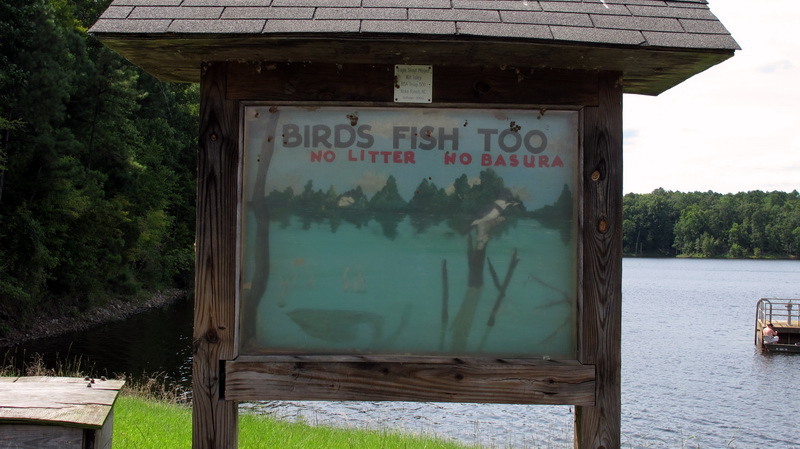 BIRDS FISH TOO
NO LITTER NO BASURA